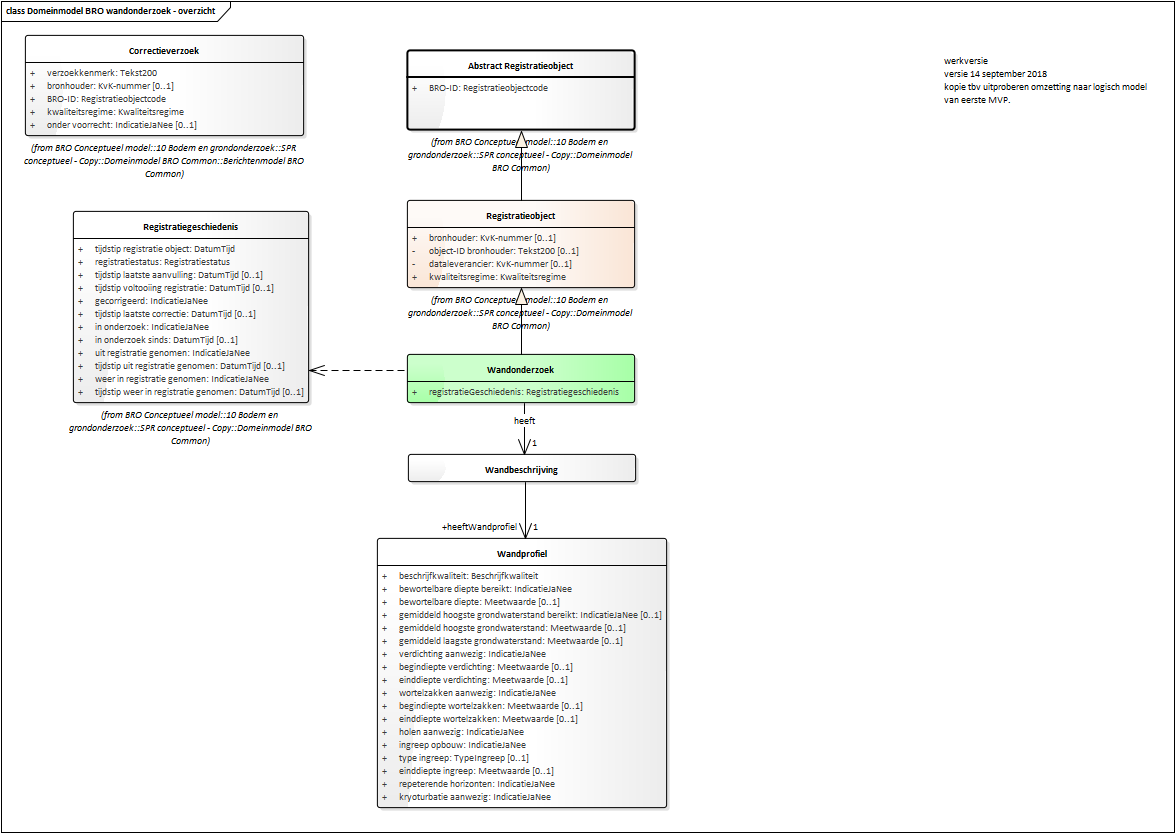 class Domeinmodel BRO wandonderzoek - overzicht
Correctieverzoek
+ verzoekkenmerk: Tekst200
+ bronhouder: KvK-nummer [0..1]
+ BRO-ID: Registratieobjectcode
+ kwaliteitsregime: Kwaliteitsregime
+ onder voorrecht: IndicatieJaNee [0..1]
(from BRO Conceptueel model::10 Bodem en
grondonderzoek::SPR
conceptueel - Copy::Domeinmodel BRO Common::Berichtenmodel BRO
Common)
Abstract Registratieobject
+ BRO-ID: Registratieobjectcode
(from BRO Conceptueel model::10 Bodem en
grondonderzoek::SPR conceptueel - Copy::Domeinmodel
BRO Common)
werkversie
versie 14 september 2018
kopie tbv uitproberen omzetting naar logisch model
van eerste MVP.
Registratieobject
+ bronhouder: KvK-nummer [0..1]
- object-ID bronhouder: Tekst200 [0..1]
- dataleverancier: KvK-nummer [0..1]
+ kwaliteitsregime: Kwaliteitsregime
(from BRO Conceptueel model::10 Bodem en
grondonderzoek::SPR conceptueel - Copy::Domeinmodel
BRO Common)
Registratiegeschiedenis
+ tijdstip registratie object: DatumTijd
+ registratiestatus: Registratiestatus
+ tijdstip laatste aanvulling: DatumTijd [0..1]
+ tijdstip voltooiing registratie: DatumTijd [0..1]
+ gecorrigeerd: IndicatieJaNee
+ tijdstip laatste correctie: DatumTijd [0..1]
+ in onderzoek: IndicatieJaNee
+ in onderzoek sinds: DatumTijd [0..1]
+ uit registratie genomen: IndicatieJaNee
+ tijdstip uit registratie genomen: DatumTijd [0..1]
+ weer in registratie genomen: IndicatieJaNee
+ tijdstip weer in registratie genomen: DatumTijd [0..1]
(from BRO Conceptueel model::10 Bodem en
grondonderzoek::SPR conceptueel - Copy::Domeinmodel BRO
Common)
Wandonderzoek
+ registratieGeschiedenis: Registratiegeschiedenis
heeft
1
Wandbeschrijving
+heeftWandprofiel 1
Wandprofiel
+ beschrijfkwaliteit: Beschrijfkwaliteit
+ bewortelbare diepte bereikt: IndicatieJaNee
+ bewortelbare diepte: Meetwaarde [0..1]
+ gemiddeld hoogste grondwaterstand bereikt: IndicatieJaNee [0..1]
+ gemiddeld hoogste grondwaterstand: Meetwaarde [0..1]
+ gemiddeld laagste grondwaterstand: Meetwaarde [0..1]
+ verdichting aanwezig: IndicatieJaNee
+ begindiepte verdichting: Meetwaarde [0..1]
+ einddiepte verdichting: Meetwaarde [0..1]
+ wortelzakken aanwezig: IndicatieJaNee
+ begindiepte wortelzakken: Meetwaarde [0..1]
+ einddiepte wortelzakken: Meetwaarde [0..1]
+ holen aanwezig: IndicatieJaNee
+ ingreep opbouw: IndicatieJaNee
+ type ingreep: TypeIngreep [0..1]
+ einddiepte ingreep: Meetwaarde [0..1]
+ repeterende horizonten: IndicatieJaNee
+ kryoturbatie aanwezig: IndicatieJaNee